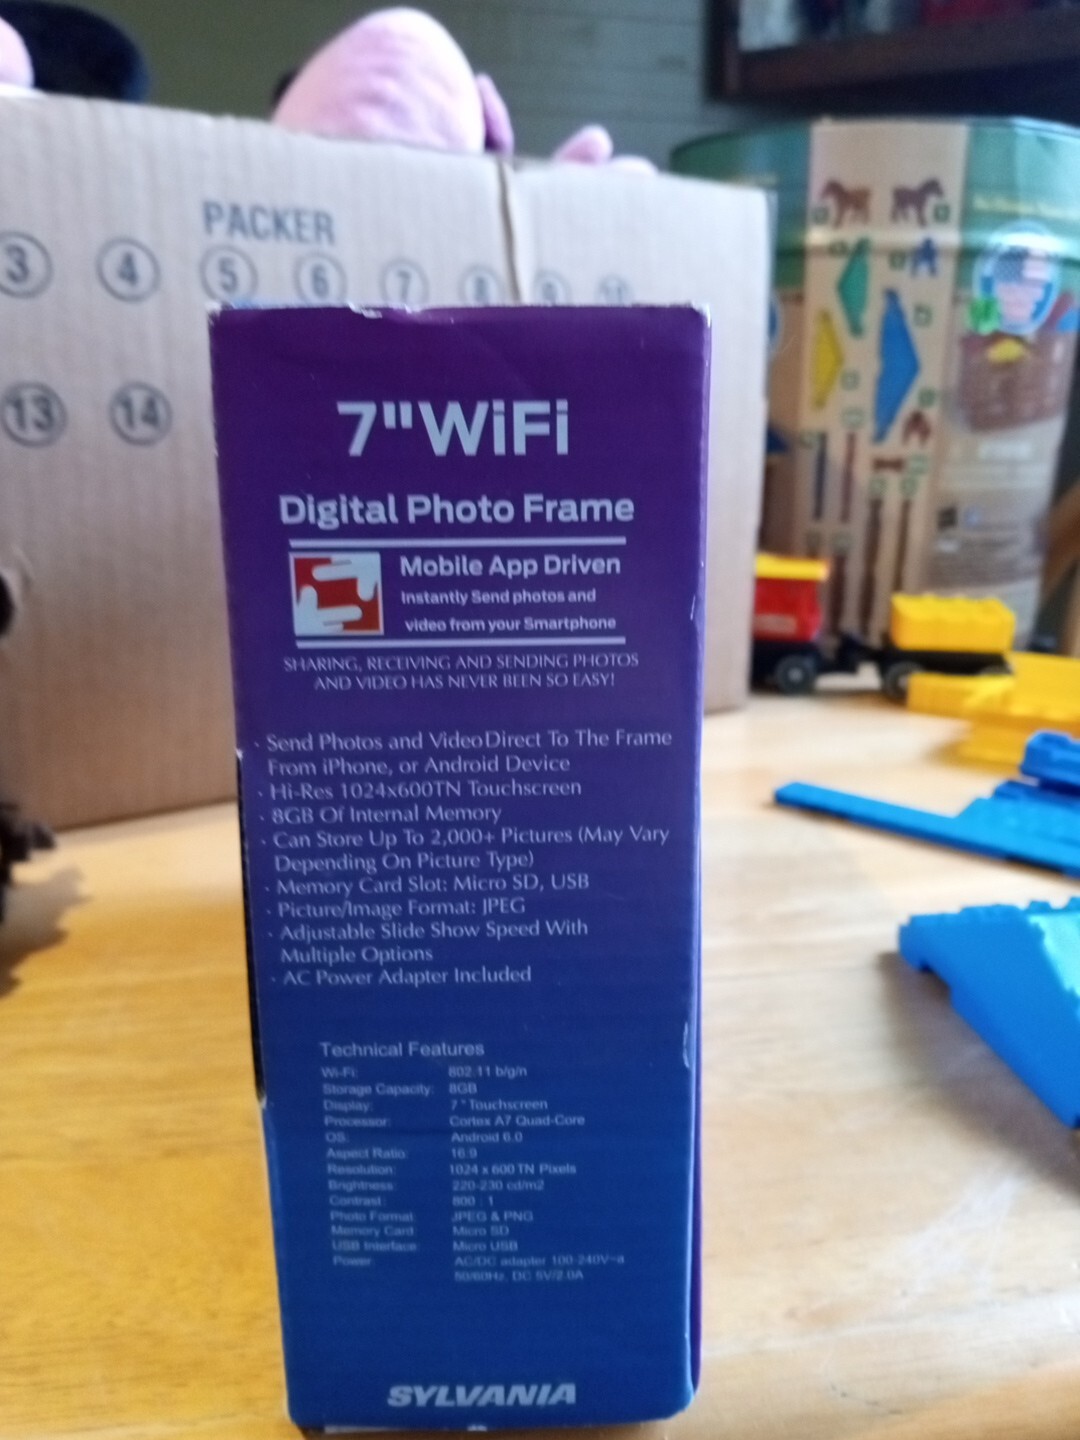 PACKER
3 4 5 6 7 8 9 10
13 14
7" WiFi
Digital Photo Frame
Mobile App Driven
Instantly Send photos and
video from your Smartphone
SHARING, RECEIVING AND SENDING PHOTOS
AND VIDEO HAS NEVER BEEN SO EASY!
· Send Photos and Video Direct To The Frame
From iPhone, or Android Device
· Hi-Res 1024x600TN Touchscreen
· 8GB Of Internal Memory
· Can Store Up To 2,000+ Pictures (May Vary
Depending On Picture Type)
· Memory Card Slot: Micro SD, USB
· Picture/Image Format: JPEG
· Adjustable Slide Show Speed With
Multiple Options
· AC Power Adapter Included
Technical Features
Wi-Fi: 802.11 b/g/n
Storage Capacity: 8GB
Display: 7" Touchscreen
Processor: Cortex A7 Quad-Core
OS: Android 6.0
Aspect Ratio: 16:9
Resolution: 1024 x 600 TN Pixels
Brightness: 220-230 cd/m2
Contrast: 800 : 1
Photo Format: JPEG & PNG
Memory Card: Micro SD
USB Interface: Micro USB
Power: AC/DC adapter 100-240V~a
50/60Hz, DC 5V/2.0A
SYLVANIA